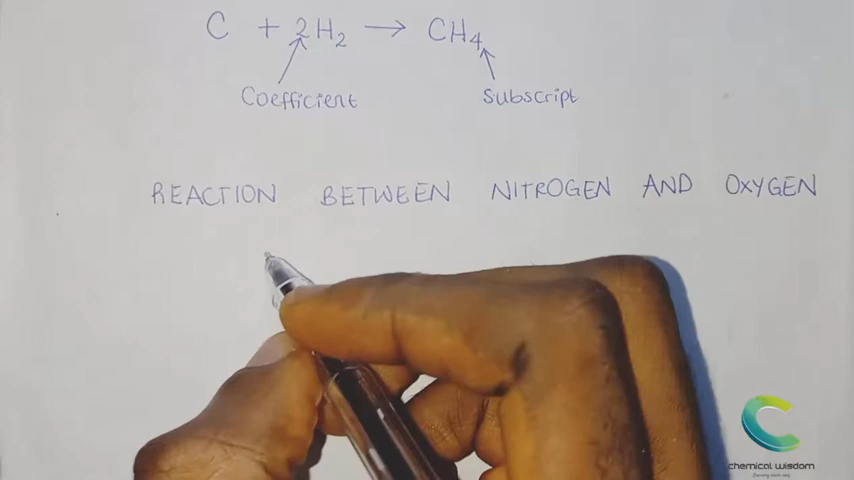 C + 2H₂ → CH₄
Coefficient Subscript
REACTION BETWEEN NITROGEN AND OXYGEN
chemical wisdom